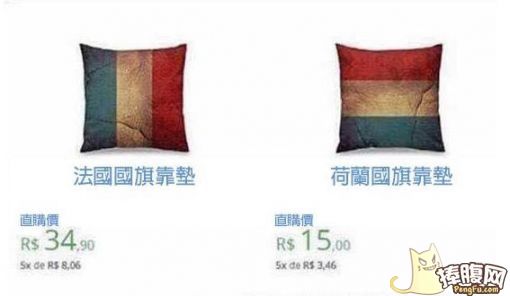 法國國旗靠墊
直購價
R$ 34,90
5x de R$ 8,06
荷蘭國旗靠墊
直購價
R$ 15,00
5x de R$ 3,46
捧腹网
PengFu.com